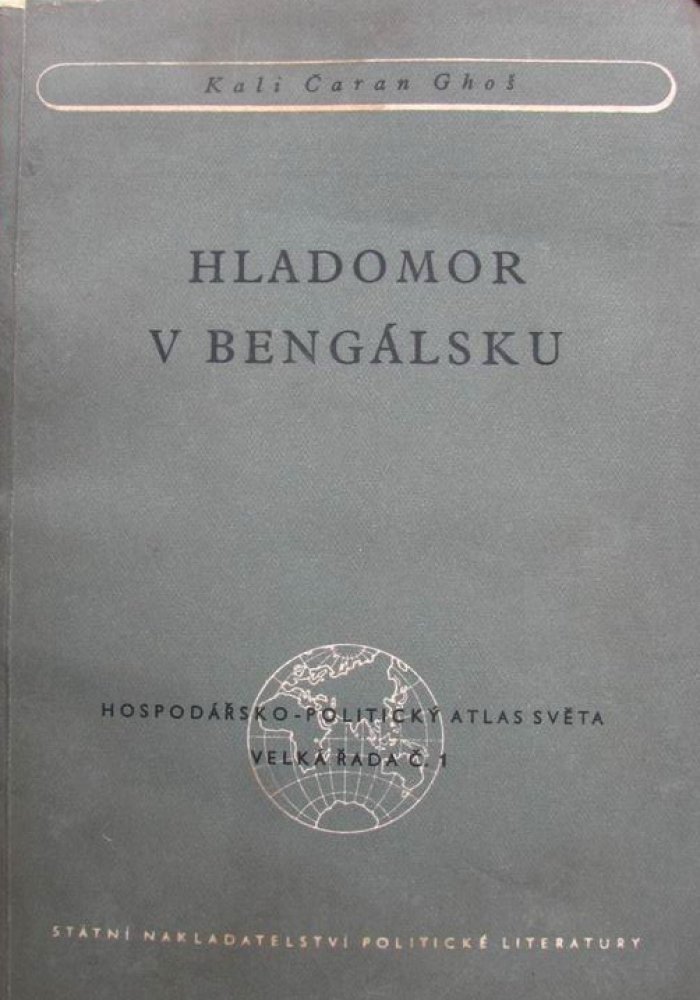 Kali Čaran Ghoš
HLADOMOR
V BENGÁLSKU
HOSPODÁŘSKO-POLITICKÝ ATLAS SVĚTA
VELKÁ ŘADA Č. 1
STÁTNÍ NAKLADATELSTVÍ POLITICKÉ LITERATURY